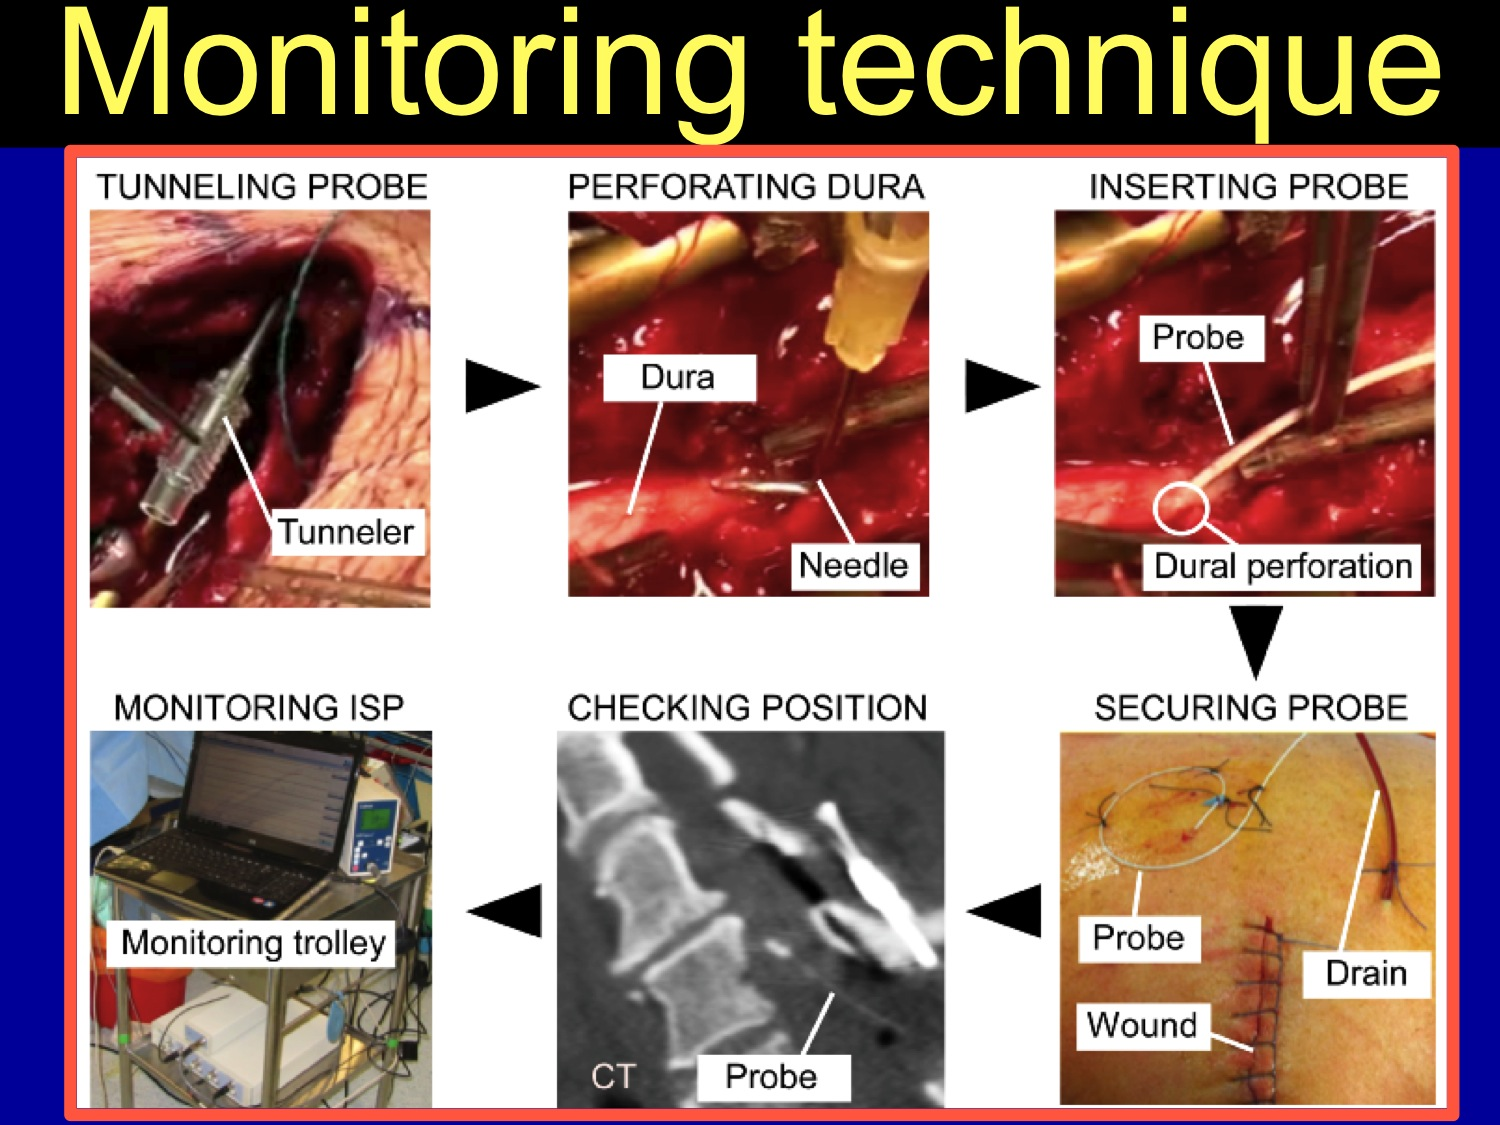 Monitoring technique
TUNNELING PROBE
PERFORATING DURA
INSERTING PROBE
Tunneler
Dura
Needle
Probe
Dural perforation
MONITORING ISP
CHECKING POSITION
SECURING PROBE
Monitoring trolley
CT
Probe
Probe
Drain
Wound